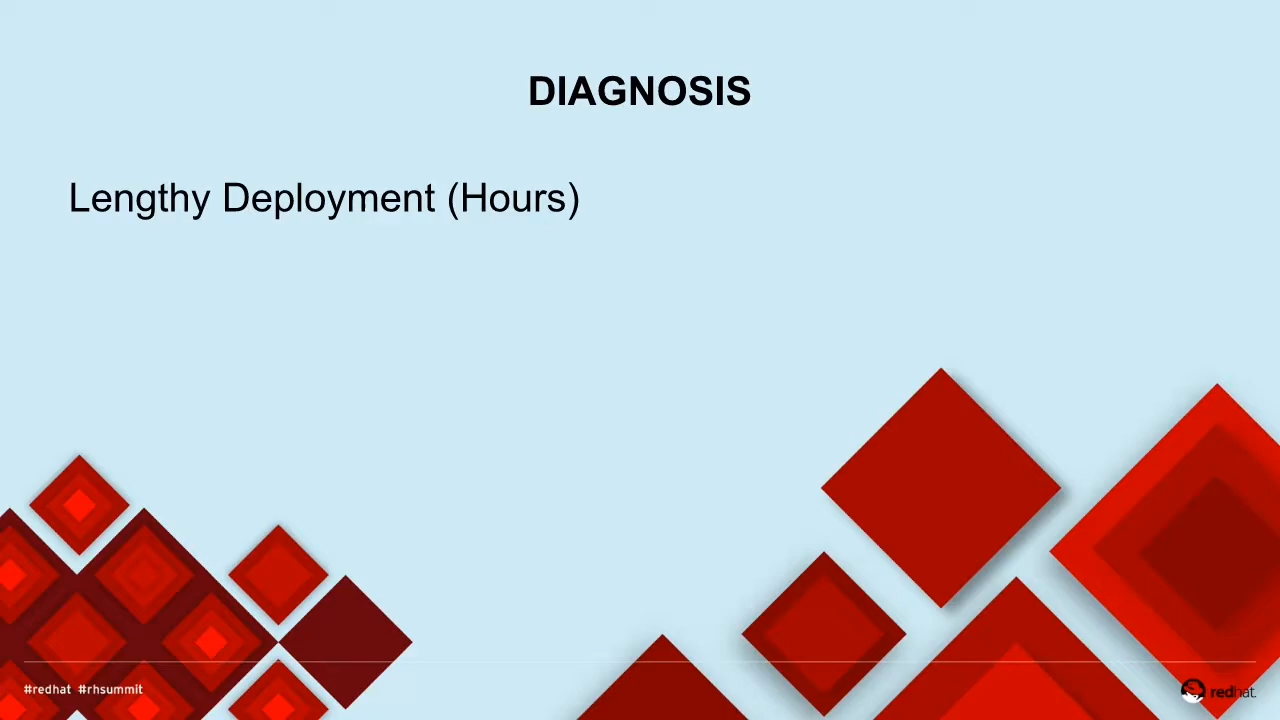 DIAGNOSIS
Lengthy Deployment (Hours)
#redhat #rhsummit
redhat.